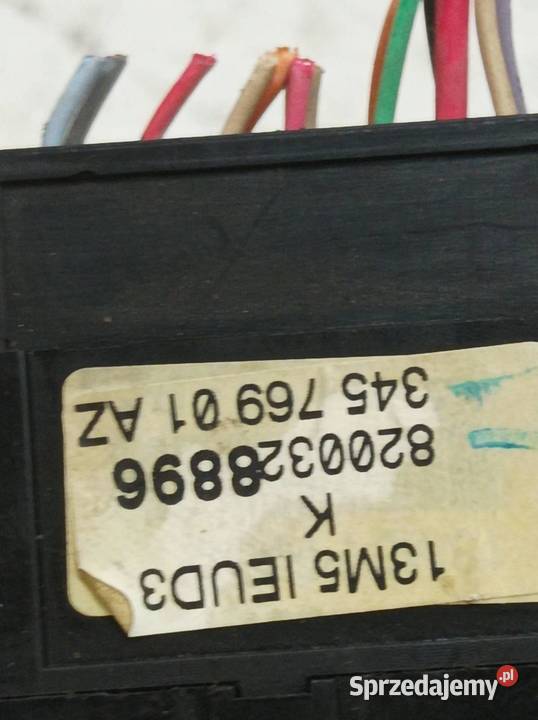 13M5 IEUD3
K
8200328896
345 769 01 AZ
Sprzedajemy.pl